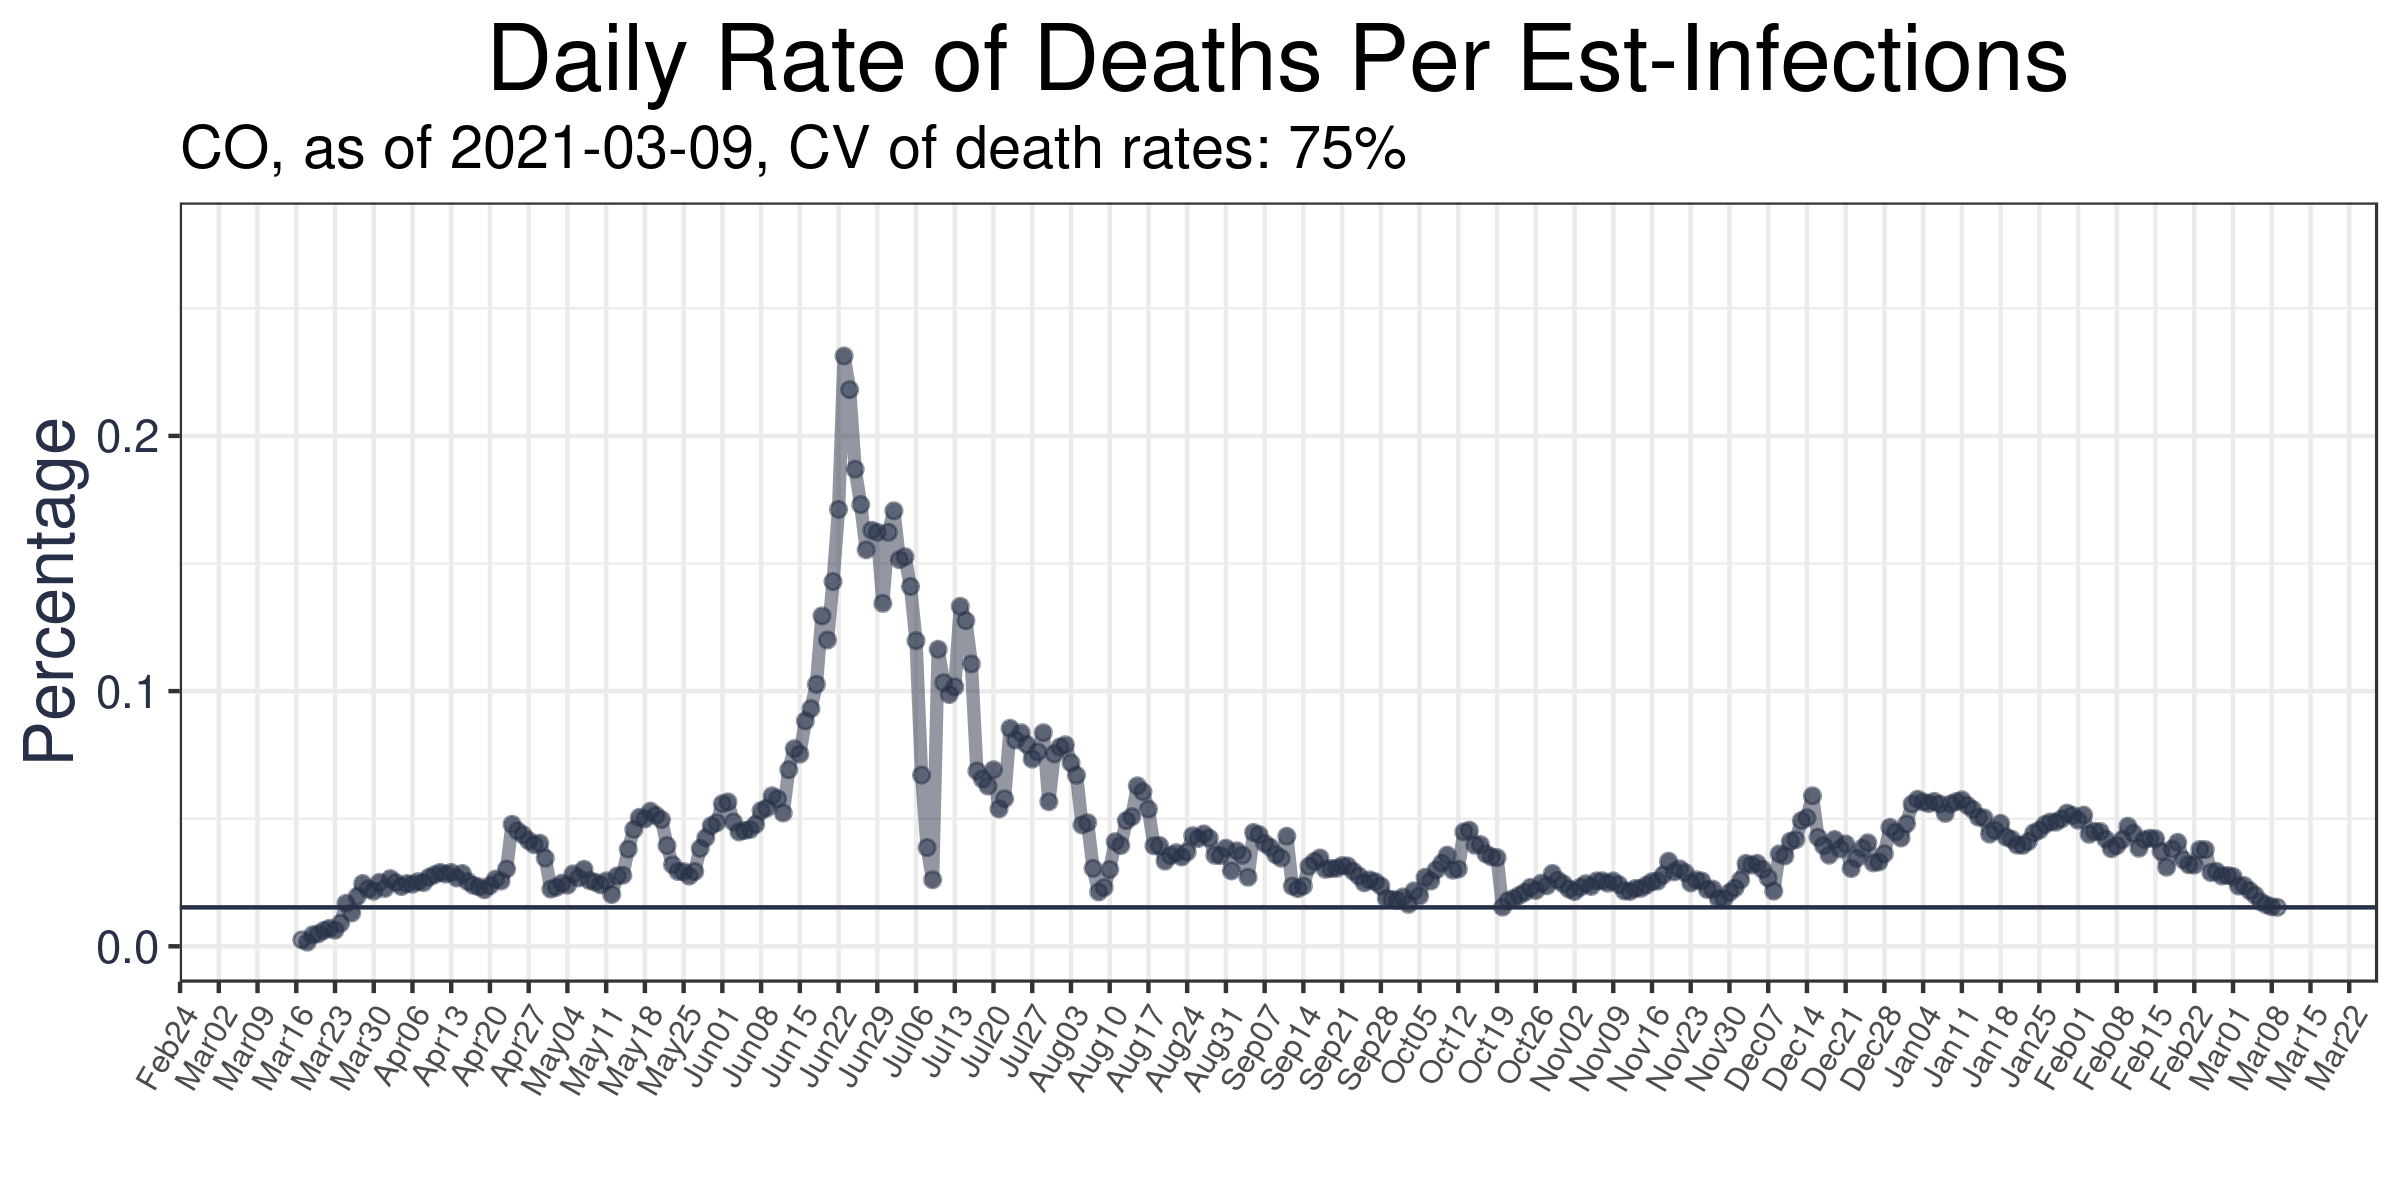 Daily Rate of Deaths Per Est-Infections
CO, as of 2021-03-09, CV of death rates: 75%
Percentage
0.2
0.1
0.0
Feb24
Mar02
Mar09
Mar16
Mar23
Mar30
Apr06
Apr13
Apr20
Apr27
May04
May11
May18
May25
Jun01
Jun08
Jun15
Jun22
Jun29
Jul06
Jul13
Jul20
Jul27
Aug03
Aug10
Aug17
Aug24
Aug31
Sep07
Sep14
Sep21
Sep28
Oct05
Oct12
Oct19
Oct26
Nov02
Nov09
Nov16
Nov23
Nov30
Dec07
Dec14
Dec21
Dec28
Jan04
Jan11
Jan18
Jan25
Feb01
Feb08
Feb15
Feb22
Mar01
Mar08
Mar15
Mar22